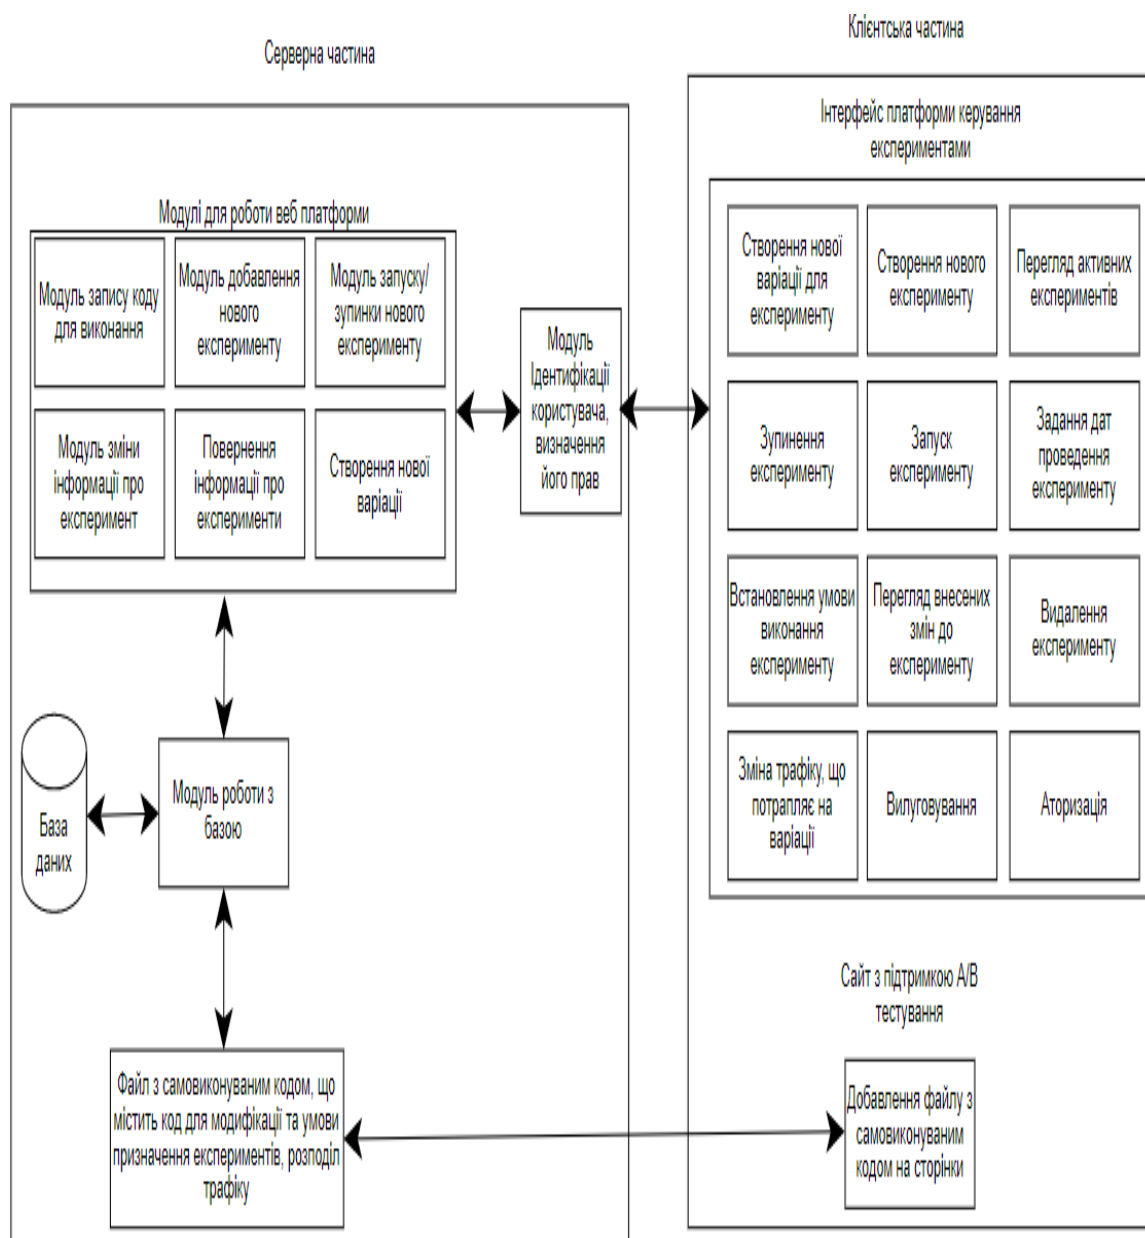 Серверна частина
Модулі для роботи веб платформи
Модуль запису коду
для виконання
Модуль добавлення
нового
експерименту
Модуль запуску/
зупинки нового
експерименту
Модуль зміни
інформації про
експеримент
Повернення
інформації про
експерименти
Створення нової
варіації
Модуль
Ідентифікації
користувача,
визначення
його прав
База
даних
Модуль роботи з
базою
Файл з самовиконуваним кодом, що
містить код для модифікації та умови
призначення експериментів, розподіл
трафіку
Клієнтська частина
Інтерфейс платформи керування
експериментами
Створення нової
варіації для
експерименту
Створення нового
експерименту
Перегляд активних
експериментів
Зупинення
експерименту
Запуск
експерименту
Задання дат
проведення
експерименту
Встановлення умови
виконання
експерименту
Перегляд внесених
змін до
експерименту
Видалення
експерименту
Зміна трафіку, що
потрапляє на
варіації
Вилуговування
Аторизація
Сайт з підтримкою A/B
тестування
Добавлення файлу з
самовиконуваним
кодом на сторінки